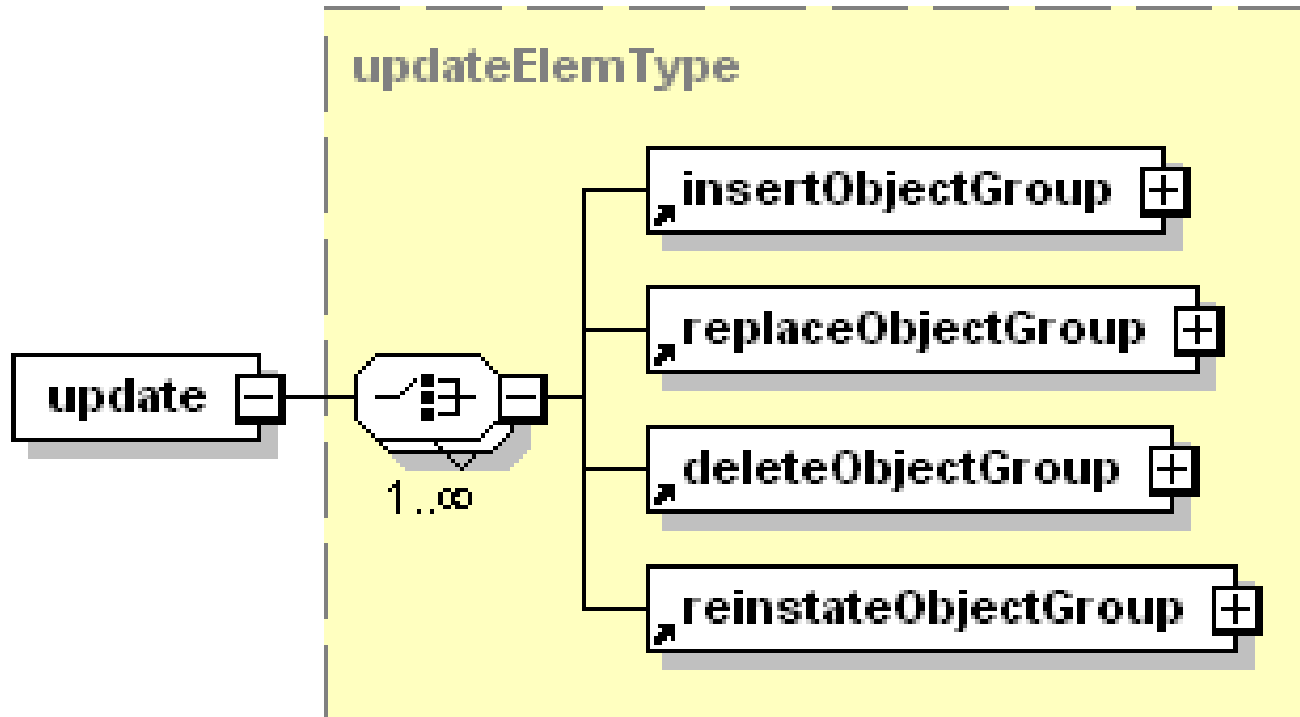 updateElemType
insertObjectGroup
replaceObjectGroup
update
1..∞
deleteObjectGroup
reinstateObjectGroup